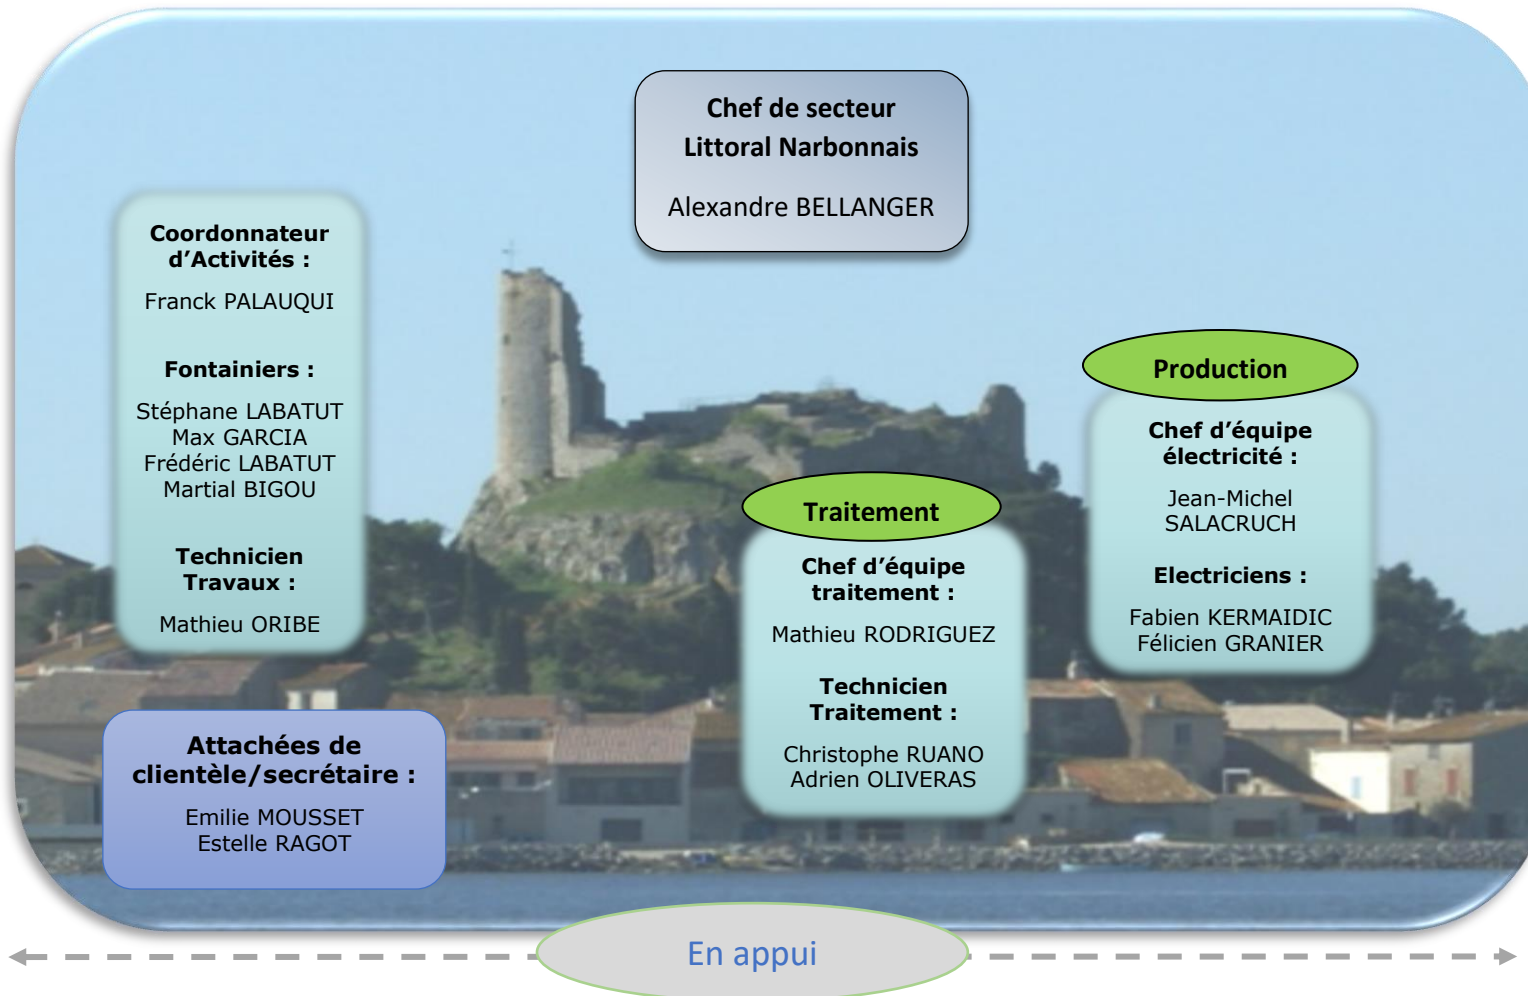 Chef de secteur
Littoral Narbonnais
Alexandre BELLANGER
Coordonnateur
d’Activités :
Franck PALAUQUI
Fontainiers :
Stéphane LABATUT
Max GARCIA
Frédéric LABATUT
Martial BIGOU
Technicien
Travaux :
Mathieu ORIBE
Attachées de
clientèle/secrétaire :
Emilie MOUSSET
Estelle RAGOT
Traitement
Chef d’équipe
traitement :
Mathieu RODRIGUEZ
Technicien
Traitement :
Christophe RUANO
Adrien OLIVERAS
Production
Chef d’équipe
électricité :
Jean-Michel
SALACRUCH
Electriciens :
Fabien KERMAIDIC
Félicien GRANIER
En appui